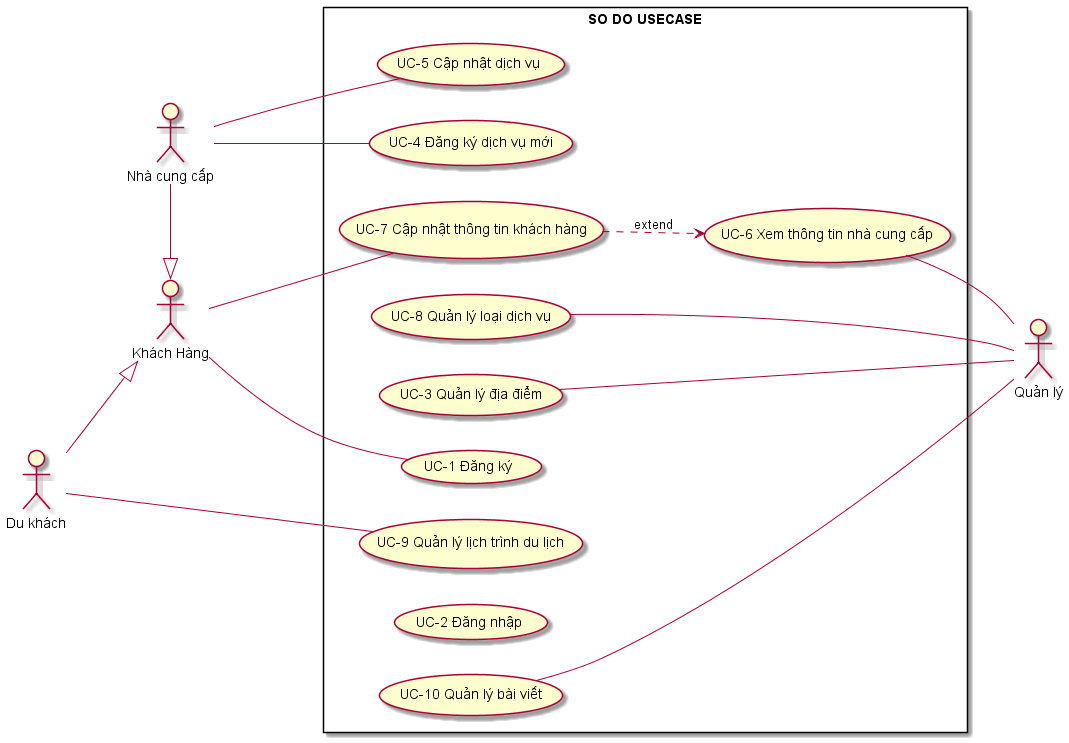 SO DO USECASE
UC-5 Cập nhật dịch vụ
UC-4 Đăng ký dịch vụ mới
Nhà cung cấp
UC-7 Cập nhật thông tin khách hàng
extend
UC-6 Xem thông tin nhà cung cấp
UC-8 Quản lý loại dịch vụ
Khách Hàng
UC-3 Quản lý địa điểm
Quản lý
UC-1 Đăng ký
Du khách
UC-9 Quản lý lịch trình du lịch
UC-2 Đăng nhập
UC-10 Quản lý bài viết